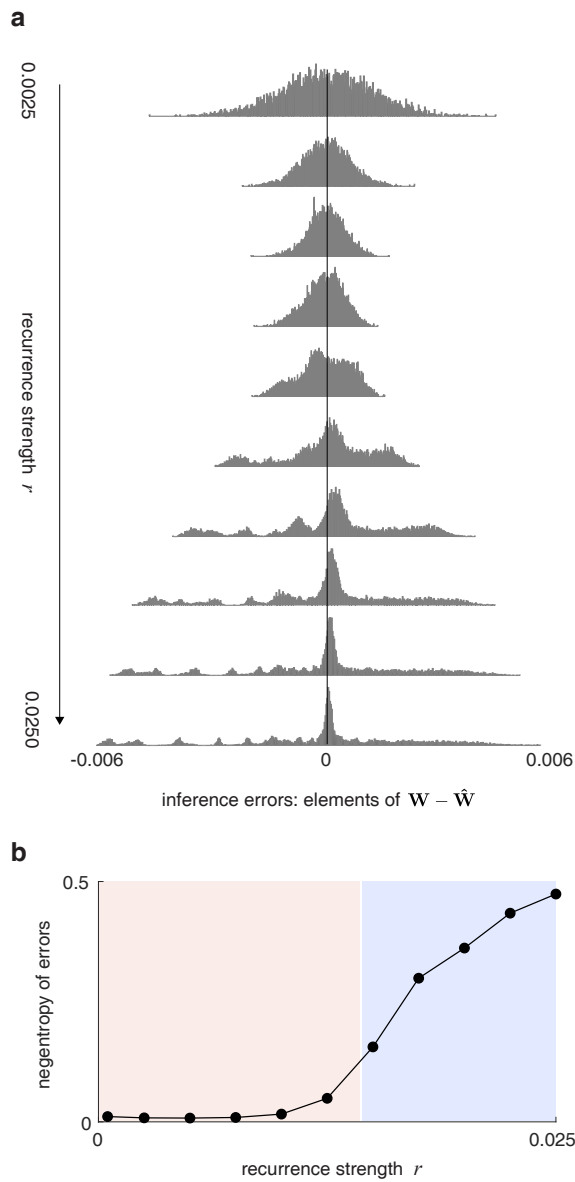 a
0.0025
recurrence strength r
0.0250
-0.006 0 0.006
inference errors: elements of W − Ŵ
b
0.5
negentropy of errors
0
0 0.025
recurrence strength r